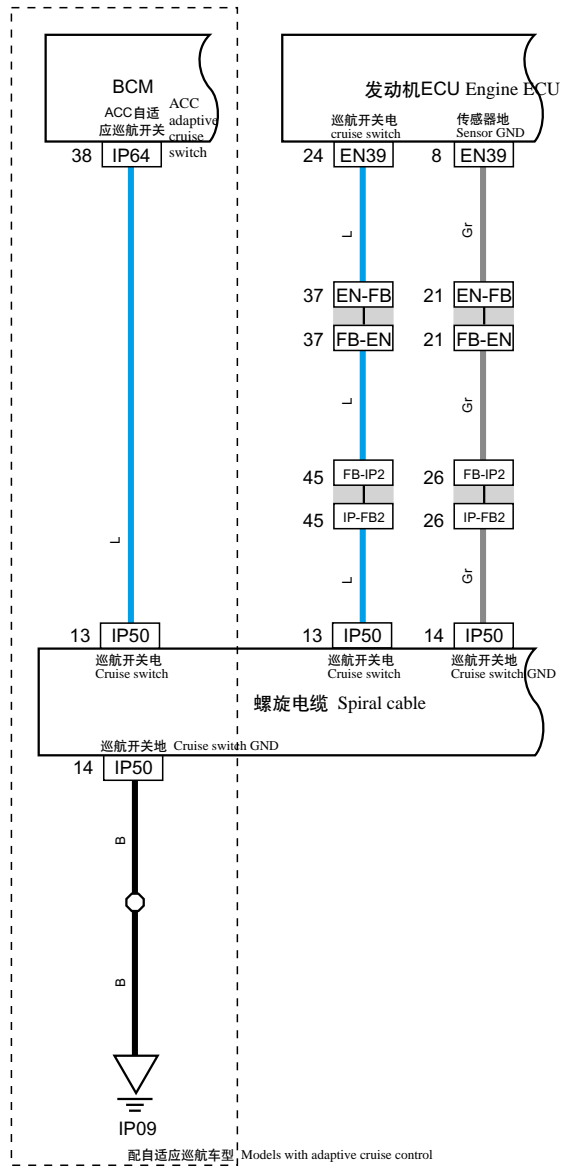 BCM
ACC自适
应巡航开关
ACC
adaptive
cruise
switch
38 IP64
发动机ECU Engine ECU
巡航开关电
cruise switch
传感器地
Sensor GND
24 EN39
8 EN39
L
Gr
37 EN-FB
21 EN-FB
37 FB-EN
21 FB-EN
L
Gr
45 FB-IP2
26 FB-IP2
45 IP-FB2
26 IP-FB2
L
L
Gr
13 IP50
13 IP50
14 IP50
巡航开关电
Cruise switch
巡航开关电
Cruise switch
巡航开关地
Cruise switch GND
螺旋电缆 Spiral cable
巡航开关地 Cruise switch GND
14 IP50
B
B
IP09
配自适应巡航车型 Models with adaptive cruise control